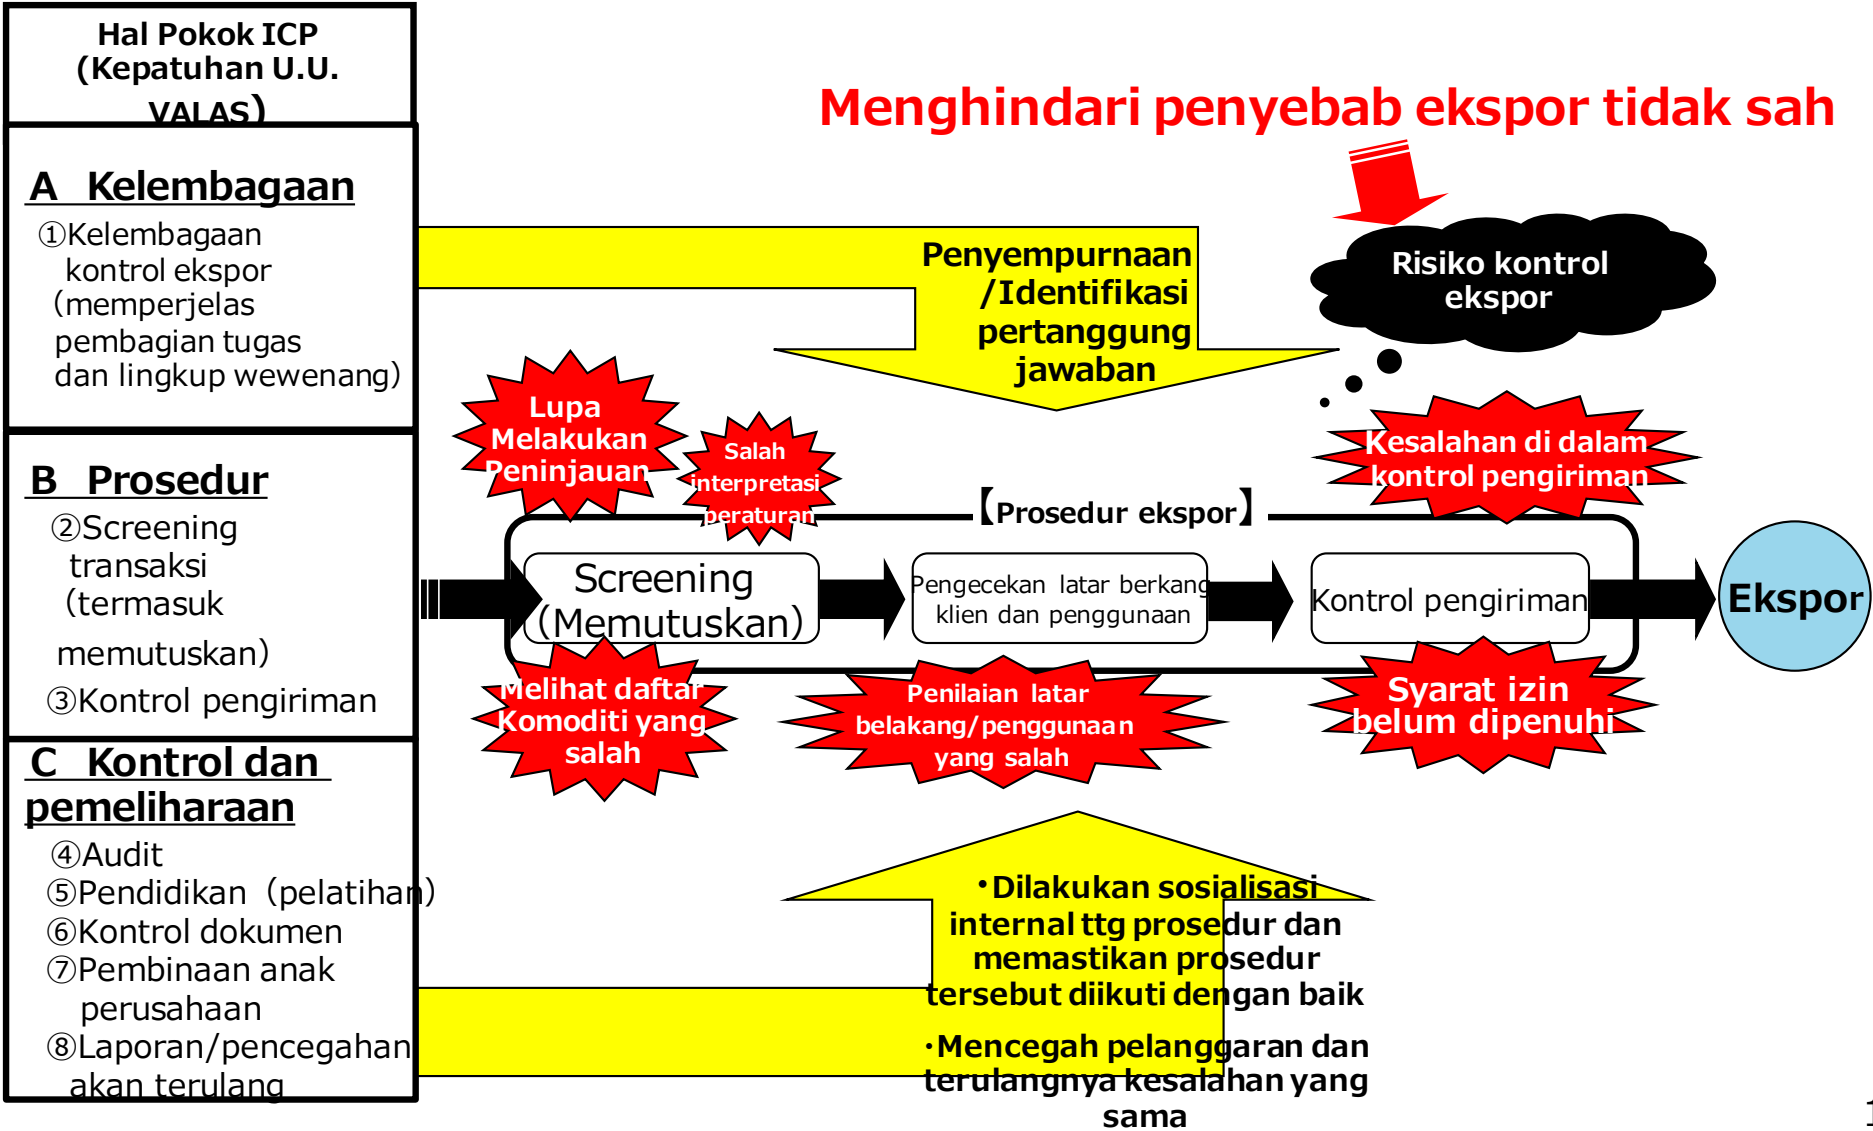 Hal Pokok ICP
(Kepatuhan U.U.
VALAS)
A Kelembagaan
①Kelembagaan
kontrol ekspor
(memperjelas
pembagian tugas
dan lingkup wewenang)
B Prosedur
②Screening
transaksi
(termasuk
memutuskan)
③Kontrol pengiriman
C Kontrol dan
pemeliharaan
④Audit
⑤Pendidikan (pelatihan)
⑥Kontrol dokumen
⑦Pembinaan anak
perusahaan
⑧Laporan/pencegahan
akan terulang
Menghindari penyebab ekspor tidak sah
Risiko kontrol
ekspor
Penyempurnaan
/Identifikasi
pertanggung
jawaban
Lupa
Melakukan
Peninjauan
Salah
interpretasi
peraturan
Kesalahan di dalam
kontrol pengiriman
【Prosedur ekspor】
Screening
(Memutuskan)
Pengecekan latar berkang
klien dan penggunaan
Kontrol pengiriman
Ekspor
Melihat daftar
Komoditi yang
salah
Penilaian latar
belakang/penggunaan
yang salah
Syarat izin
belum dipenuhi
・Dilakukan sosialisasi
internal ttg prosedur dan
memastikan prosedur
tersebut diikuti dengan baik
・Mencegah pelanggaran dan
terulangnya kesalahan yang
sama